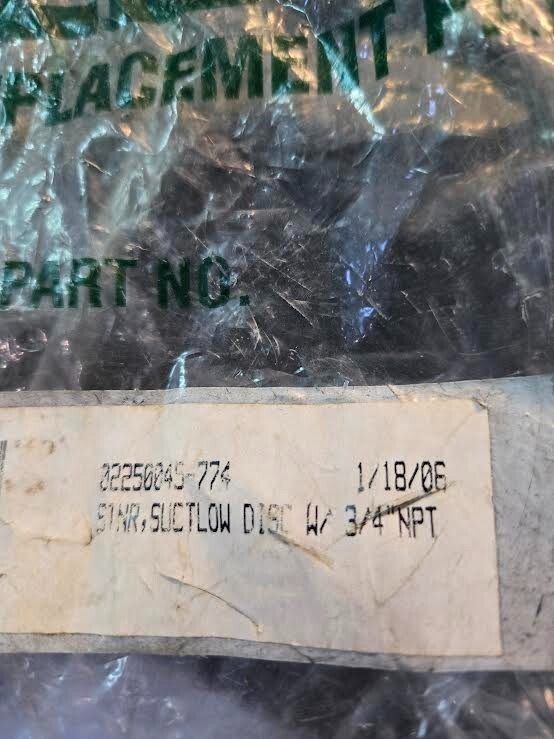 PLACEMENT
PART NO.
02250045-774 1/18/06
STNR,SUCTLOW DISC W/ 3/4"NPT